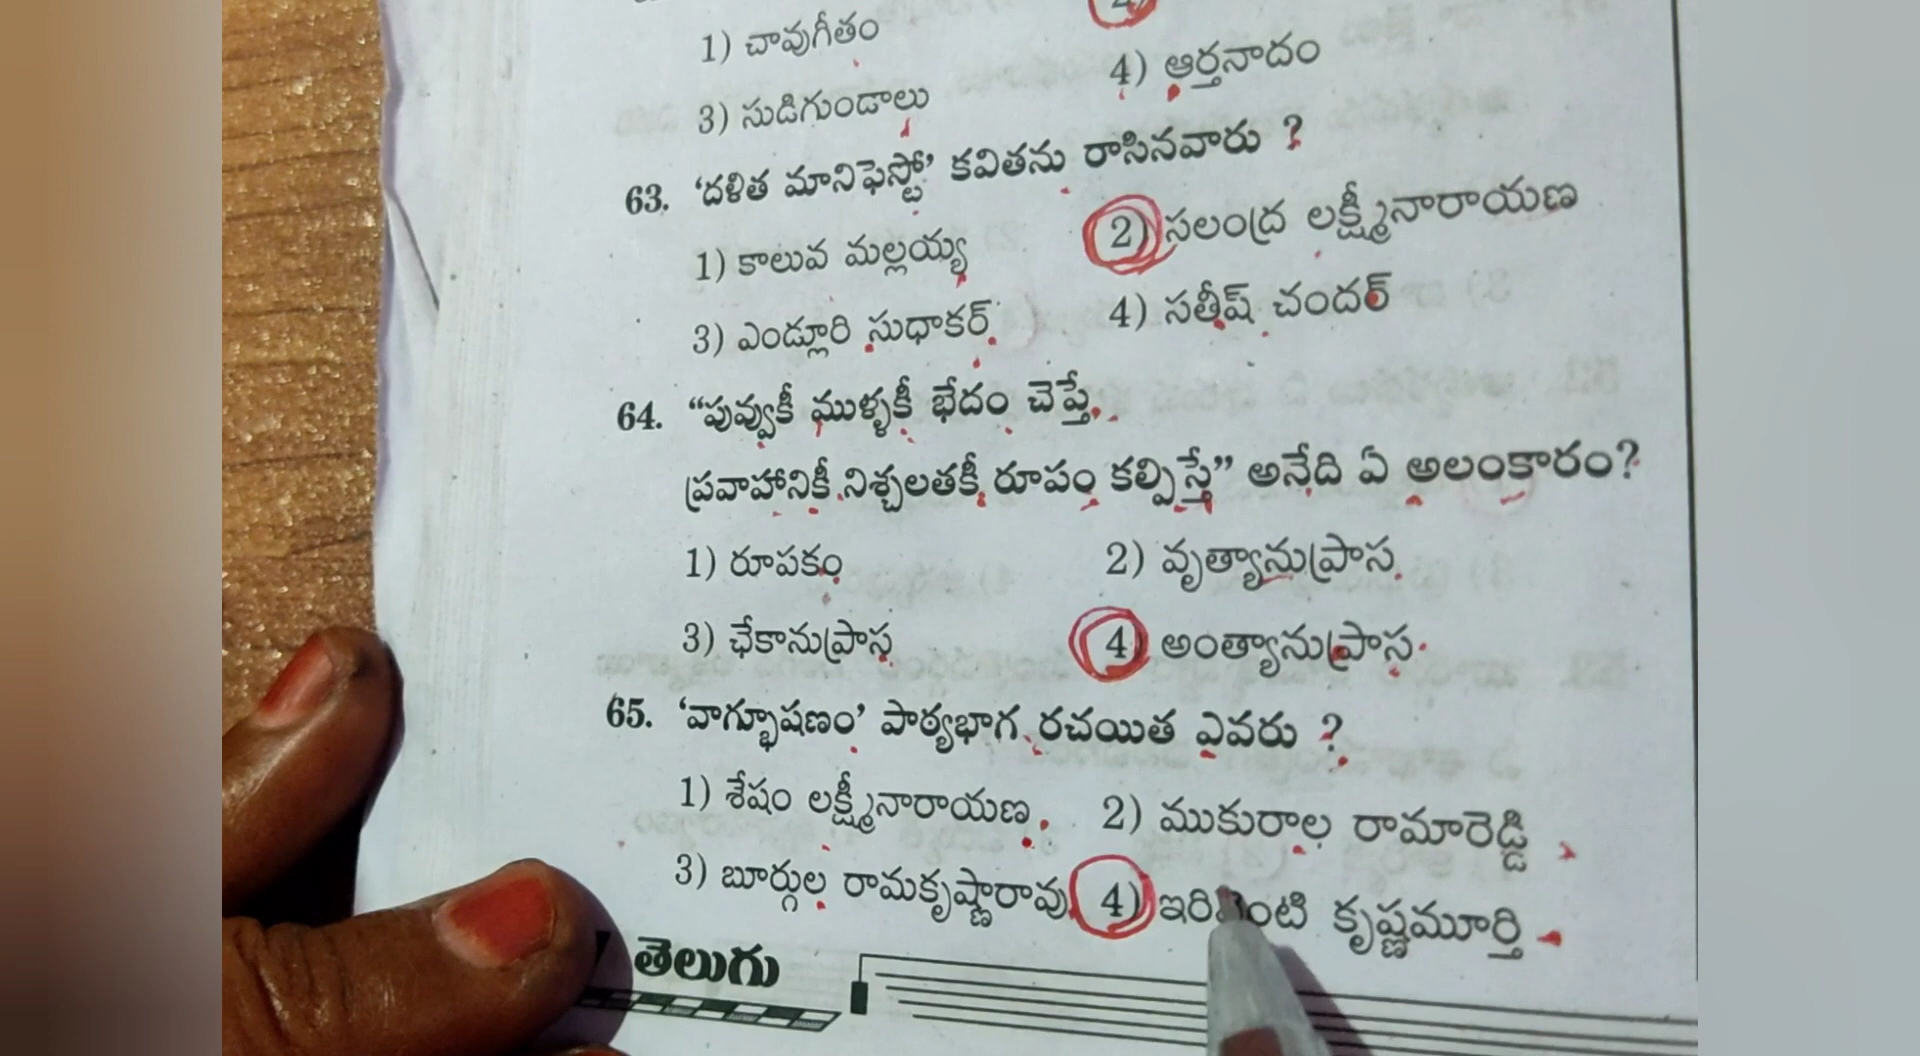 1) చావుగీతం
3) సుడిగుండాలు 4) ఆర్తనాదం
63. ‘దళిత మానిఫెస్టో’ కవితను రాసినవారు ?
1) కాలువ మల్లయ్య 2) సలంద్ర లక్ష్మీనారాయణ
3) ఎండ్లూరి సుధాకర్ 4) సతీష్ చందర్
64. “పువ్వుకీ ముళ్ళకీ భేదం చెప్తే,
ప్రవాహానికీ నిశ్చలతకీ రూపం కల్పిస్తే” అనేది ఏ అలంకారం?
1) రూపకం 2) వృత్యానుప్రాస
3) ఛేకానుప్రాస 4) అంత్యానుప్రాస
65. ‘వాగ్భూషణం’ పాఠ్యభాగ రచయిత ఎవరు ?
1) శేషం లక్ష్మీనారాయణ 2) ముకురాల రామారెడ్డి
3) బూర్గుల రామకృష్ణారావు 4) కృష్ణమూర్తి
తెలుగు